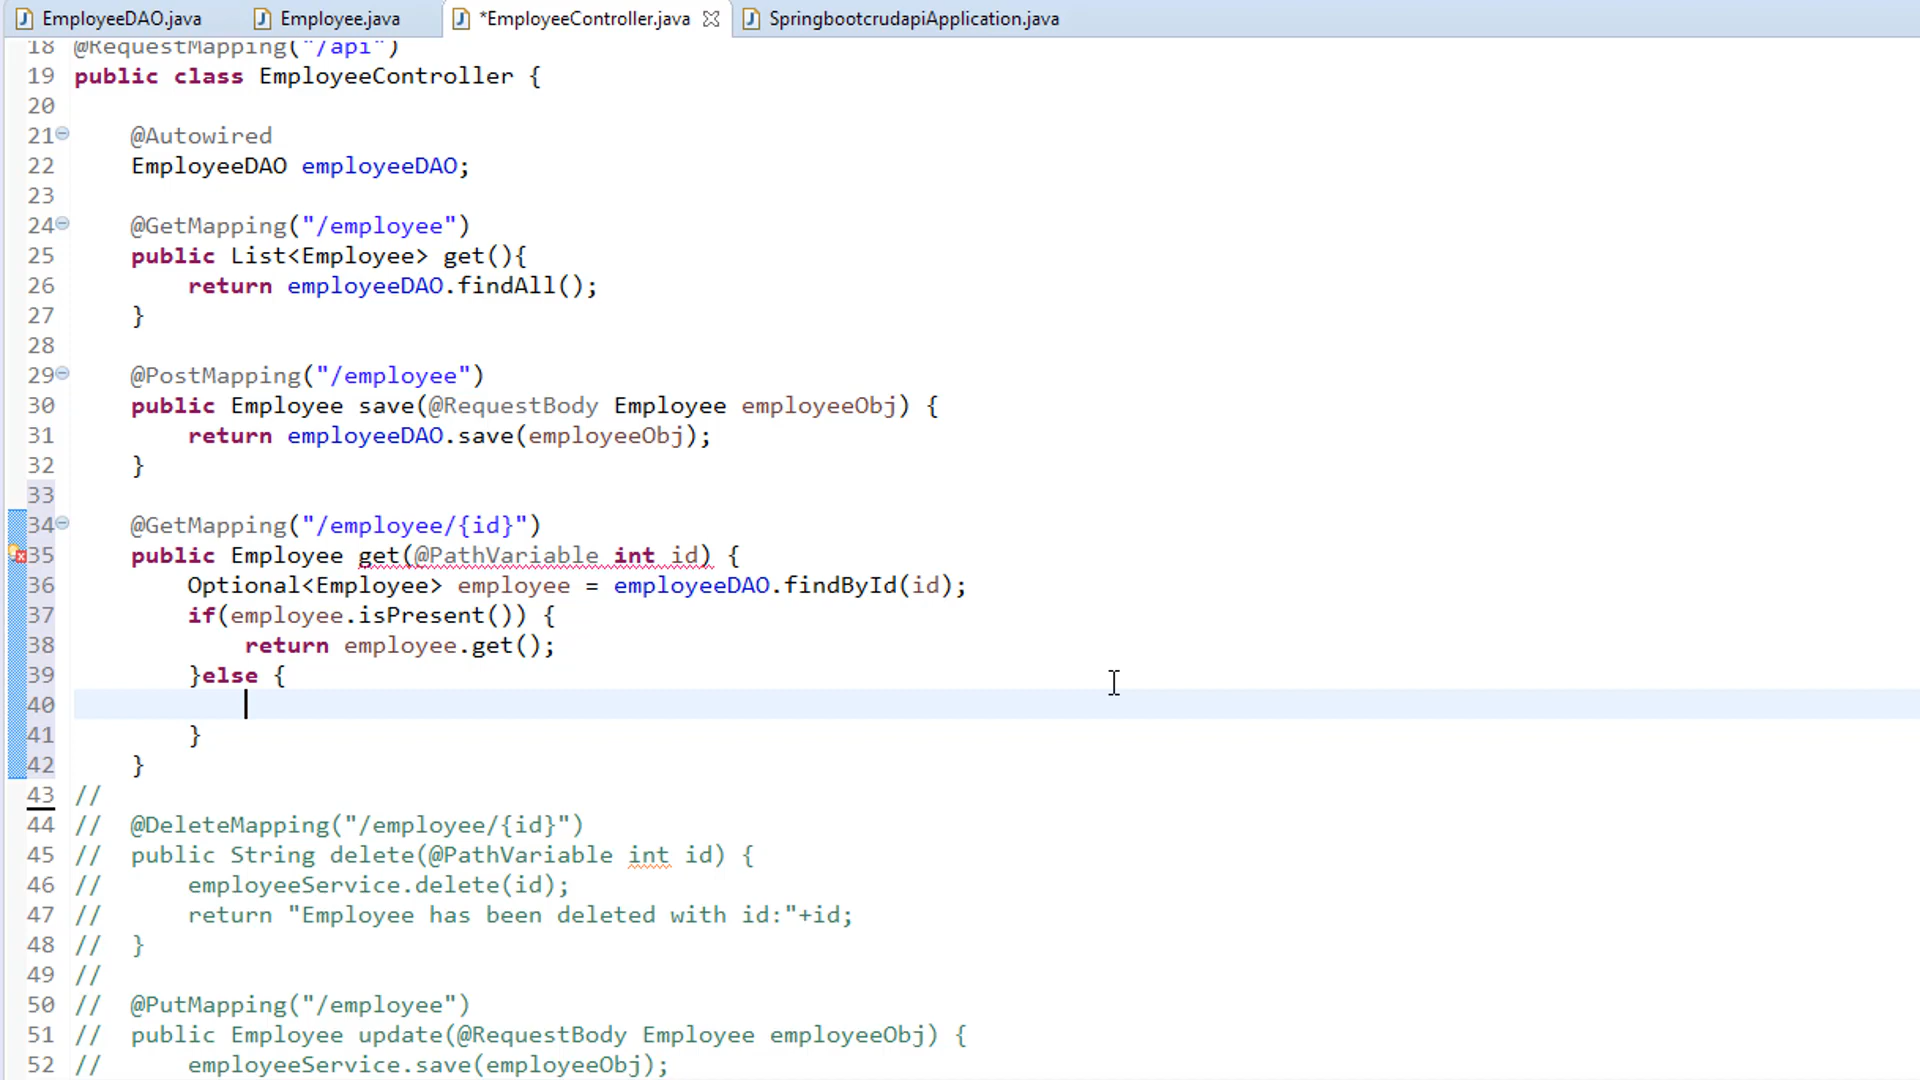 EmployeeDAO.java Employee.java *EmployeeController.java SpringbootcrudapiApplication.java
18 @RequestMapping("/api")
19 public class EmployeeController {
20
21 @Autowired
22 EmployeeDAO employeeDAO;
23
24 @GetMapping("/employee")
25 public List<Employee> get(){
26 return employeeDAO.findAll();
27 }
28
29 @PostMapping("/employee")
30 public Employee save(@RequestBody Employee employeeObj) {
31 return employeeDAO.save(employeeObj);
32 }
33
34 @GetMapping("/employee/{id}")
35 public Employee get(@PathVariable int id) {
36 Optional<Employee> employee = employeeDAO.findById(id);
37 if(employee.isPresent()) {
38 return employee.get();
39 }else {
40
41 }
42 }
43 //
44 // @DeleteMapping("/employee/{id}")
45 // public String delete(@PathVariable int id) {
46 // employeeService.delete(id);
47 // return "Employee has been deleted with id:"+id;
48 // }
49 //
50 // @PutMapping("/employee")
51 // public Employee update(@RequestBody Employee employeeObj) {
52 // employeeService.save(employeeObj);